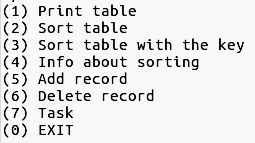 (1) Print table
(2) Sort table
(3) Sort table with the key
(4) Info about sorting
(5) Add record
(6) Delete record
(7) Task
(0) EXIT